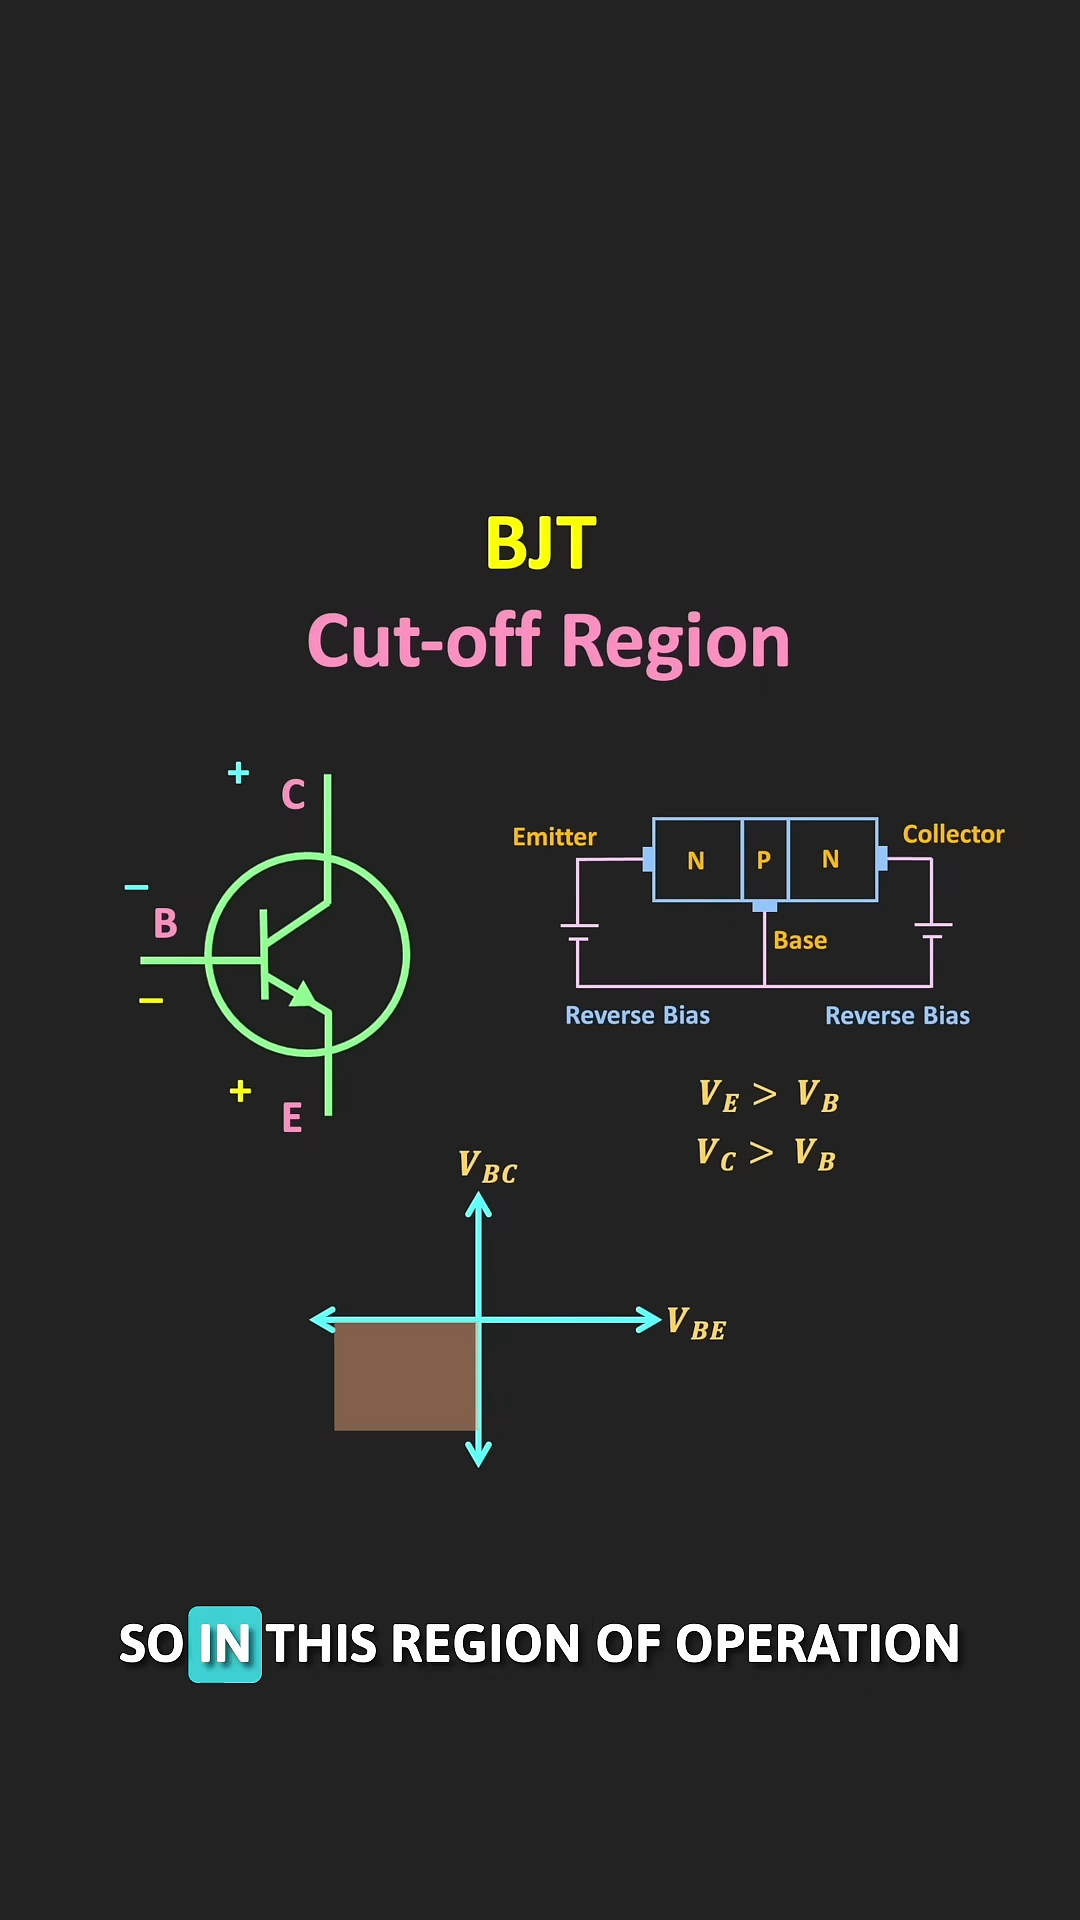 BJT
Cut-off Region
+
C
−
B
−
+
E
Emitter
N P N
Collector
Base
Reverse Bias Reverse Bias
V_E > V_B
V_C > V_B
V_BC
V_BE
SO IN THIS REGION OF OPERATION